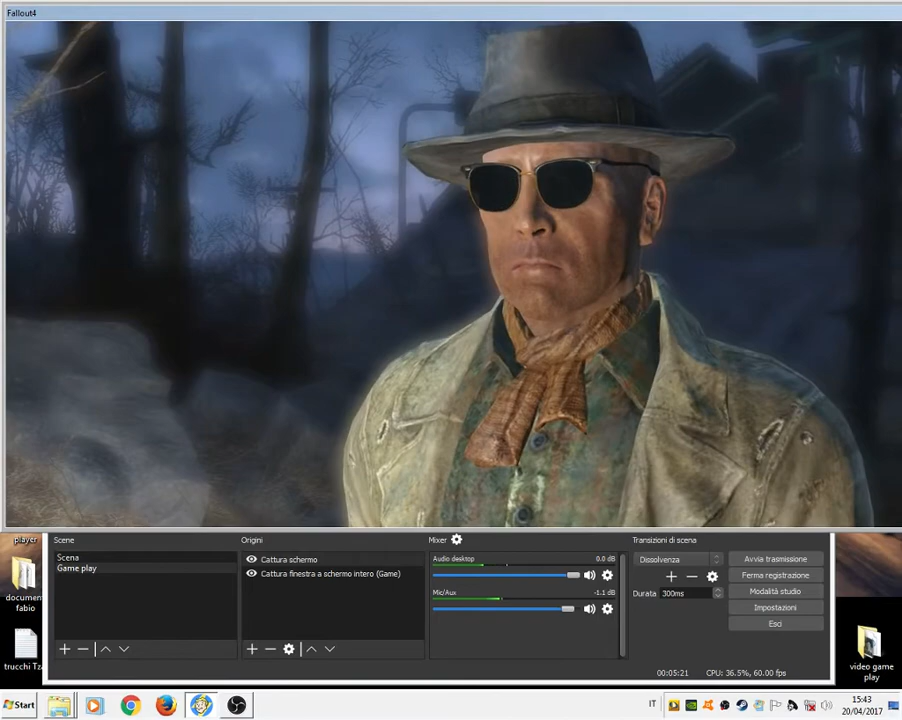 Fallout4
player
documen
fabio
trucchi Tz
Scene
Scena
Game play
Origini
Cattura schermo
Cattura finestra a schermo intero (Game)
Mixer
Audio desktop
0.0 dB
Mic/Aux
-1.1 dB
Transizioni di scena
Dissolvenza
Durata
300ms
Avvia trasmissione
Ferma registrazione
Modalità studio
Impostazioni
Esci
00:05:21
CPU: 36.5%, 60.00 fps
video game
play
Start
IT
15:43
20/04/2017